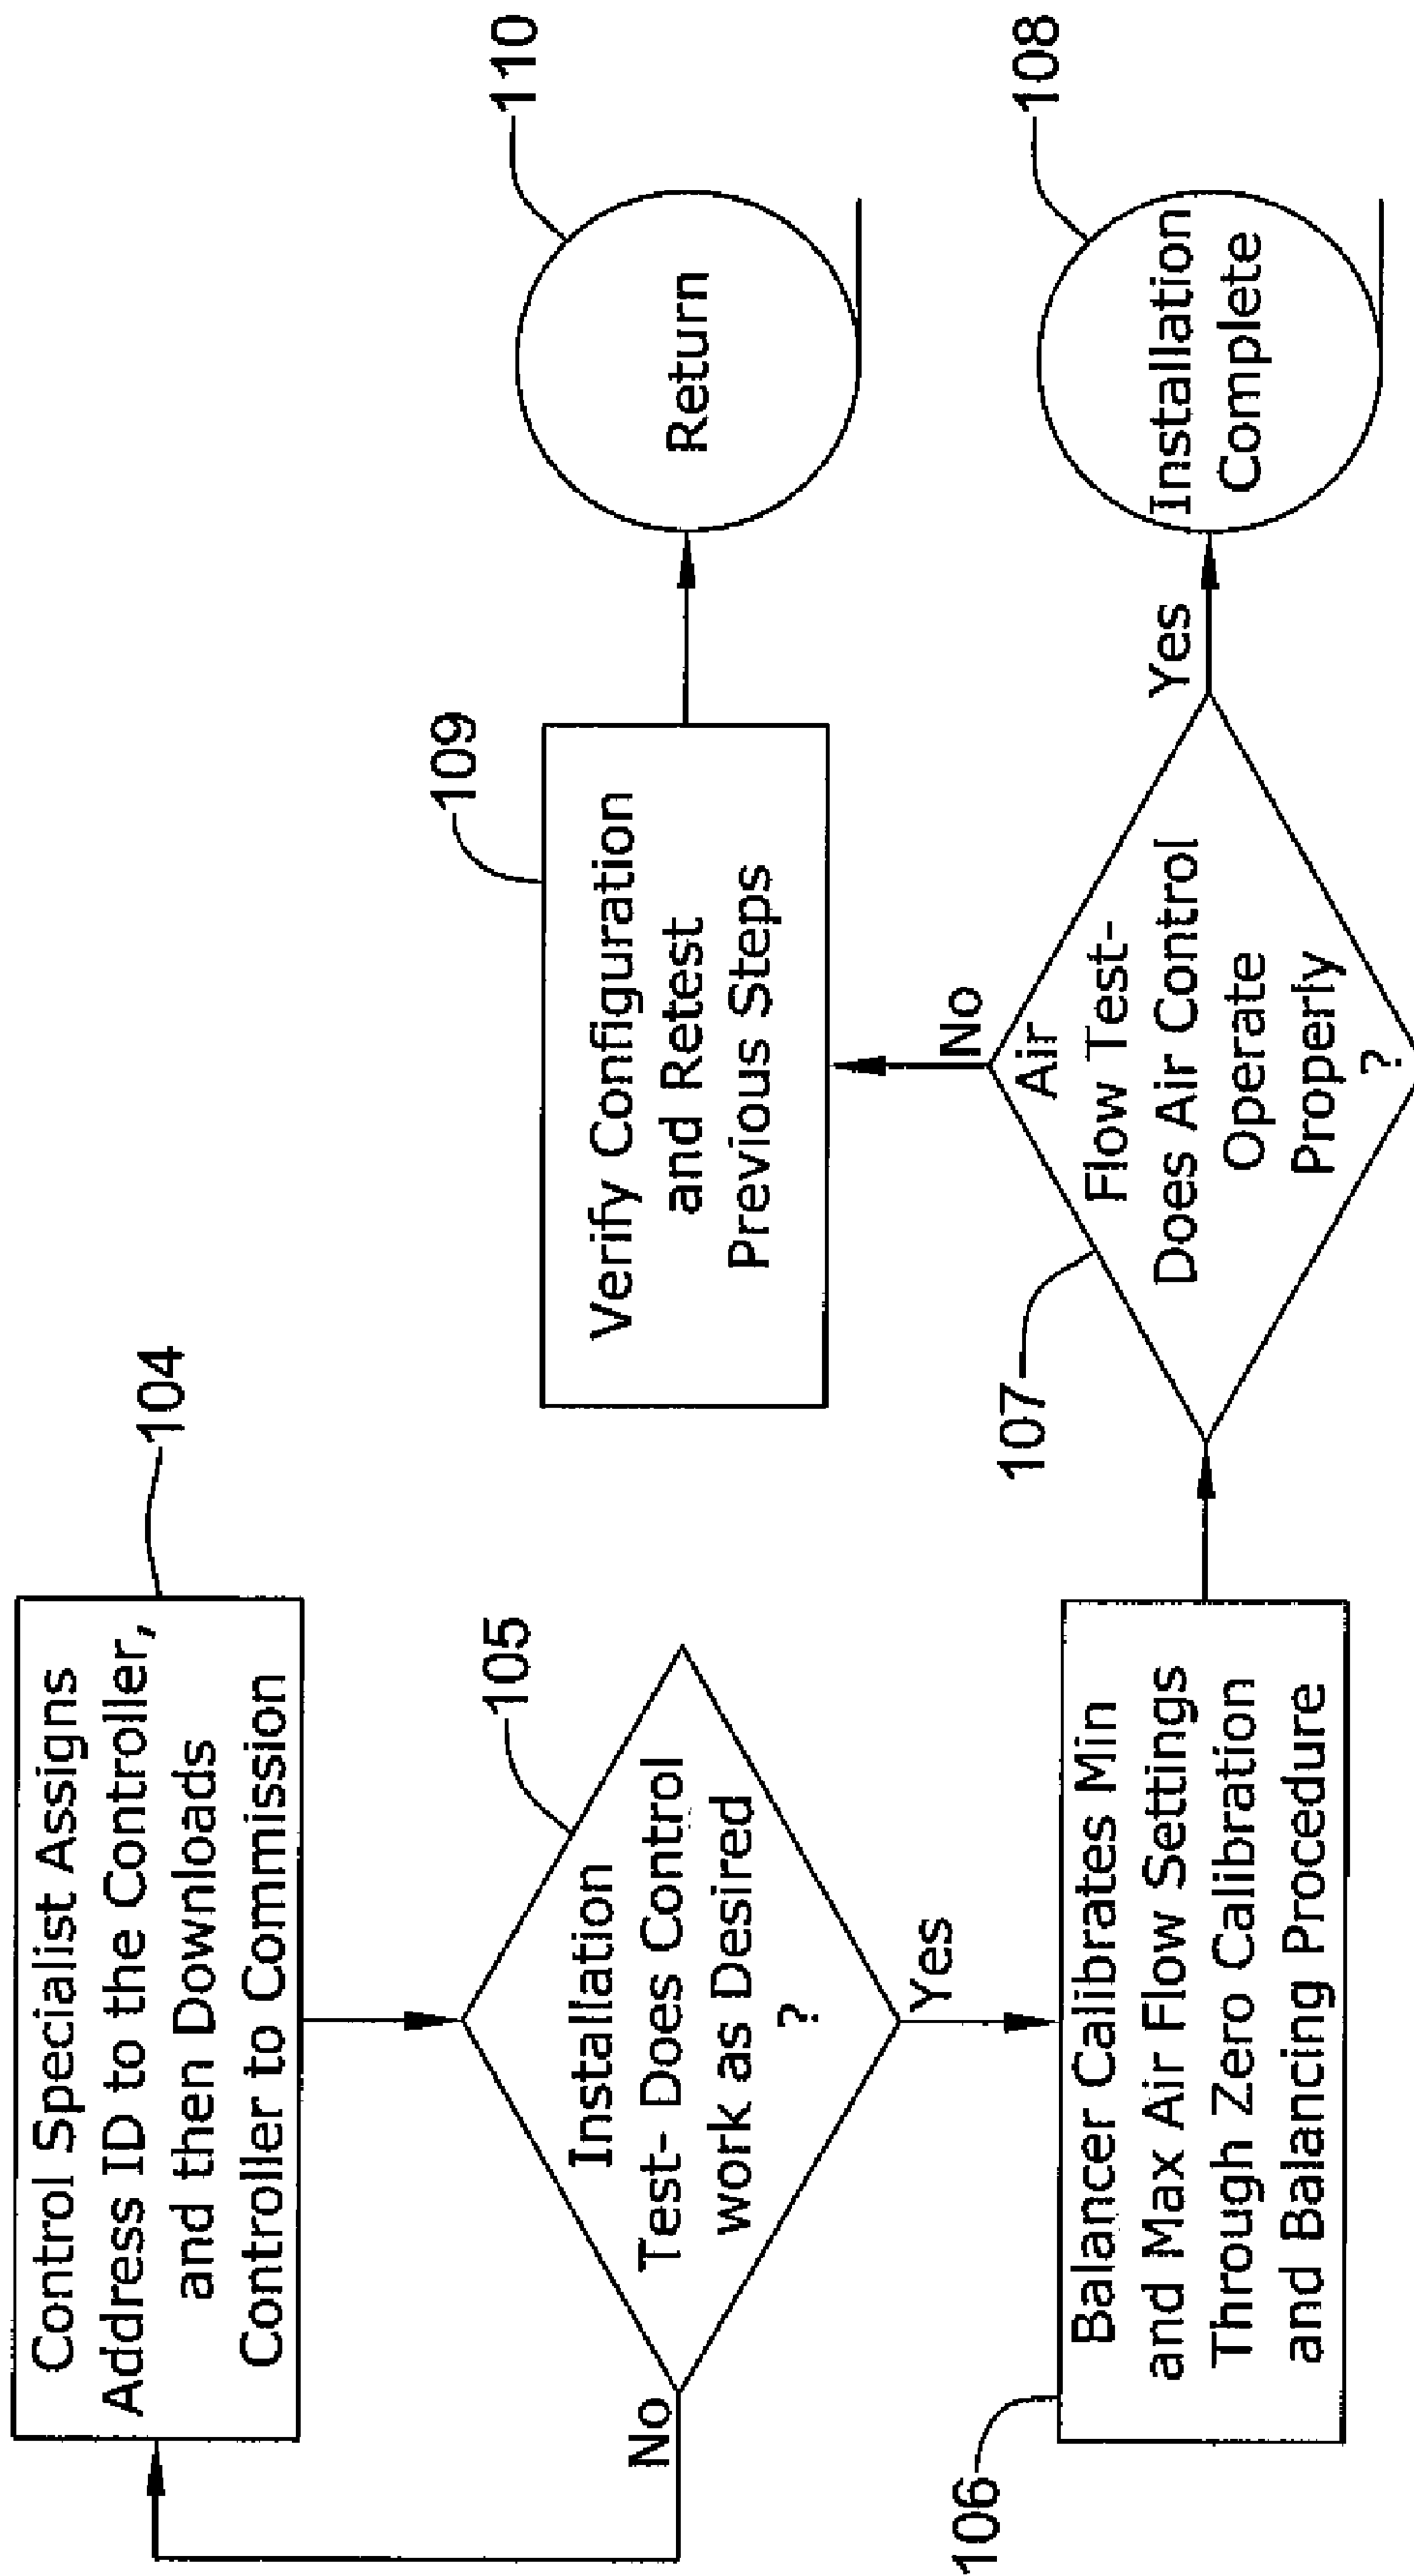 Control Specialist Assigns
Address ID to the Controller,
and then Downloads
Controller to Commission
104
Installation
Test- Does Control
work as Desired
?
105
No
Yes
Balancer Calibrates Min
and Max Air Flow Settings
Through Zero Calibration
and Balancing Procedure
106
Air
Flow Test-
Does Air Control
Operate
Properly
?
107
No
Yes
Verify Configuration
and Retest
Previous Steps
109
Return
110
Installation
Complete
108